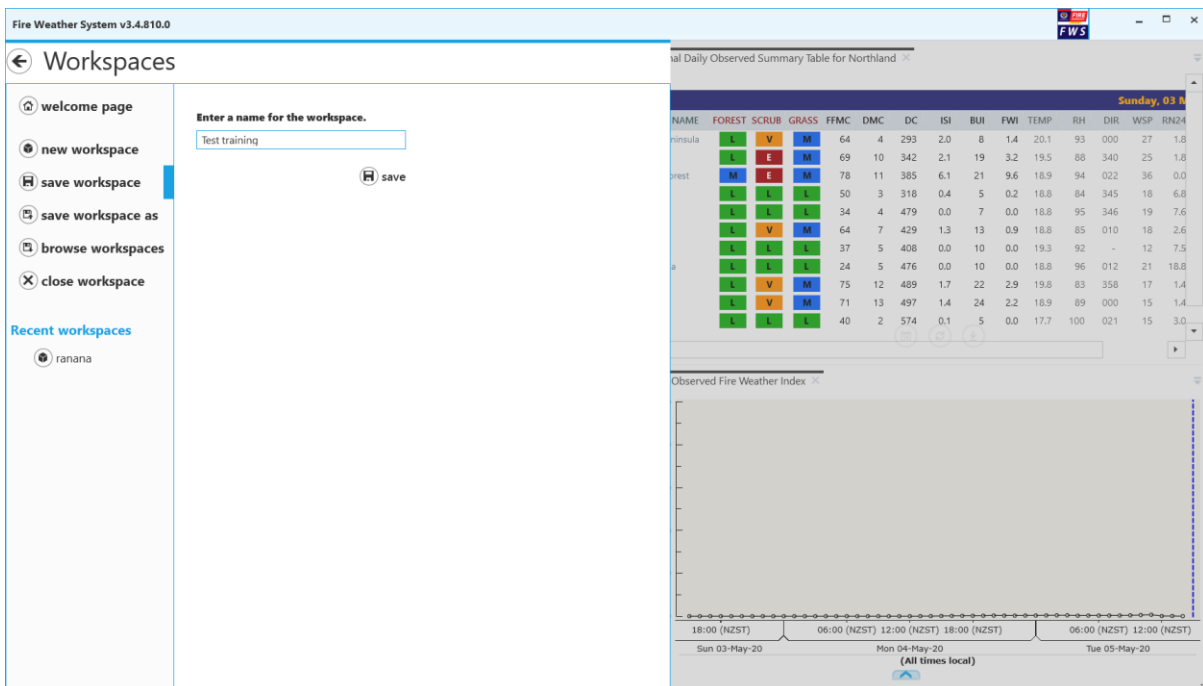 Fire Weather System v3.4.810.0
FIRE
FWS
Workspaces
welcome page
new workspace
save workspace
save workspace as
browse workspaces
close workspace
Recent workspaces
ranana
Enter a name for the workspace.
Test training
save
nal Daily Observed Summary Table for Northland
Sunday, 03 M
NAME FOREST SCRUB GRASS FFMC DMC DC ISI BUI FWI TEMP RH DIR WSP RN24
ninsula L V M 64 4 293 2.0 8 1.4 20.1 93 000 27 1.8
L E M 69 10 342 2.1 19 3.2 19.5 88 340 25 1.8
orest M E M 78 11 385 6.1 21 9.6 18.9 94 022 36 0.0
L L L 50 3 318 0.4 5 0.2 18.8 84 345 18 6.8
L L L 34 4 479 0.0 7 0.0 18.8 95 346 19 7.6
L V M 64 7 429 1.3 13 0.9 18.8 85 010 18 2.6
L L L 37 5 408 0.0 10 0.0 19.3 92 - 12 7.5
a L L L 24 5 476 0.0 10 0.0 18.8 96 012 21 18.8
L V M 75 12 489 1.7 22 2.9 19.8 83 358 17 1.4
L V M 71 13 497 1.4 24 2.2 18.9 89 000 15 1.4
L L L 40 2 574 0.1 5 0.0 17.7 100 021 15 3.0
Observed Fire Weather Index
18:00 (NZST) 06:00 (NZST) 12:00 (NZST) 18:00 (NZST) 06:00 (NZST) 12:00 (NZST)
Sun 03-May-20 Mon 04-May-20 Tue 05-May-20
(All times local)